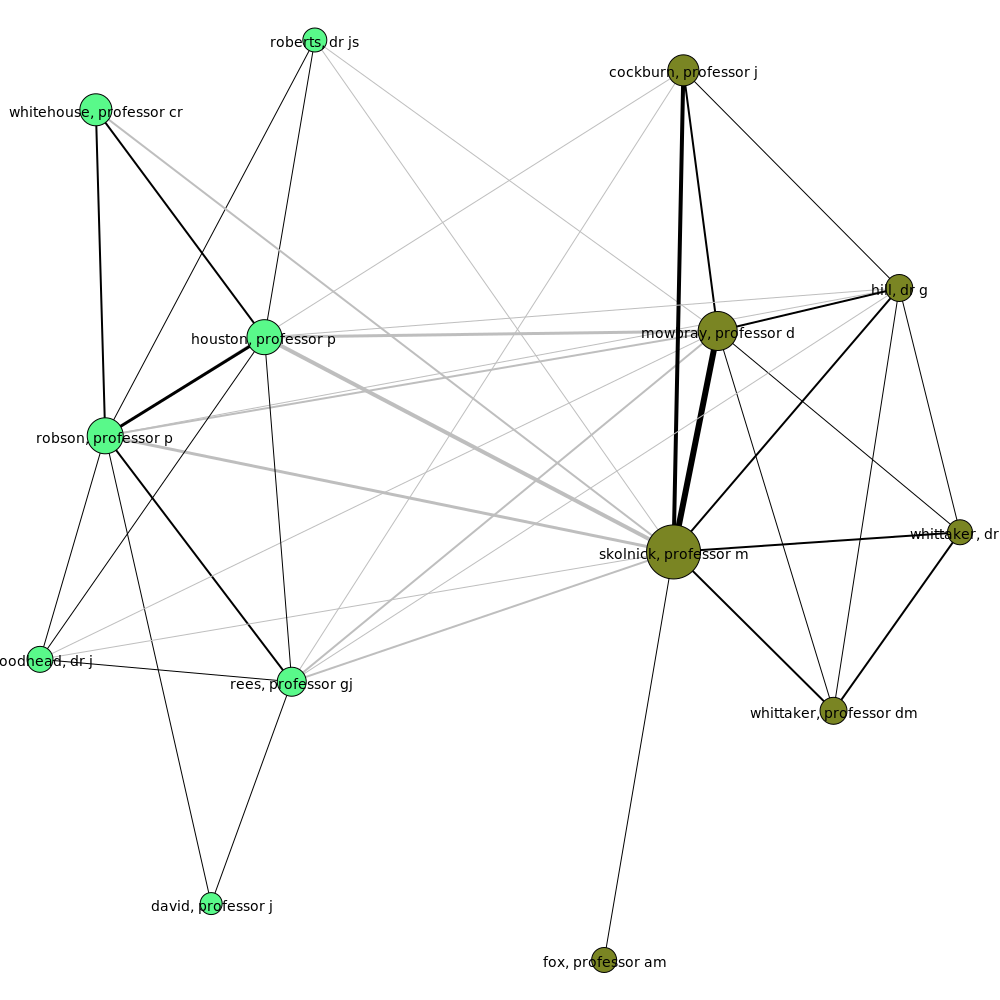 roberts, dr js
cockburn, professor j
whitehouse, professor cr
hill, dr g
mowbray, professor d
houston, professor p
robson, professor p
whittaker, dr
skolnick, professor m
oodhead, dr j
rees, professor gj
whittaker, professor dm
david, professor j
fox, professor am